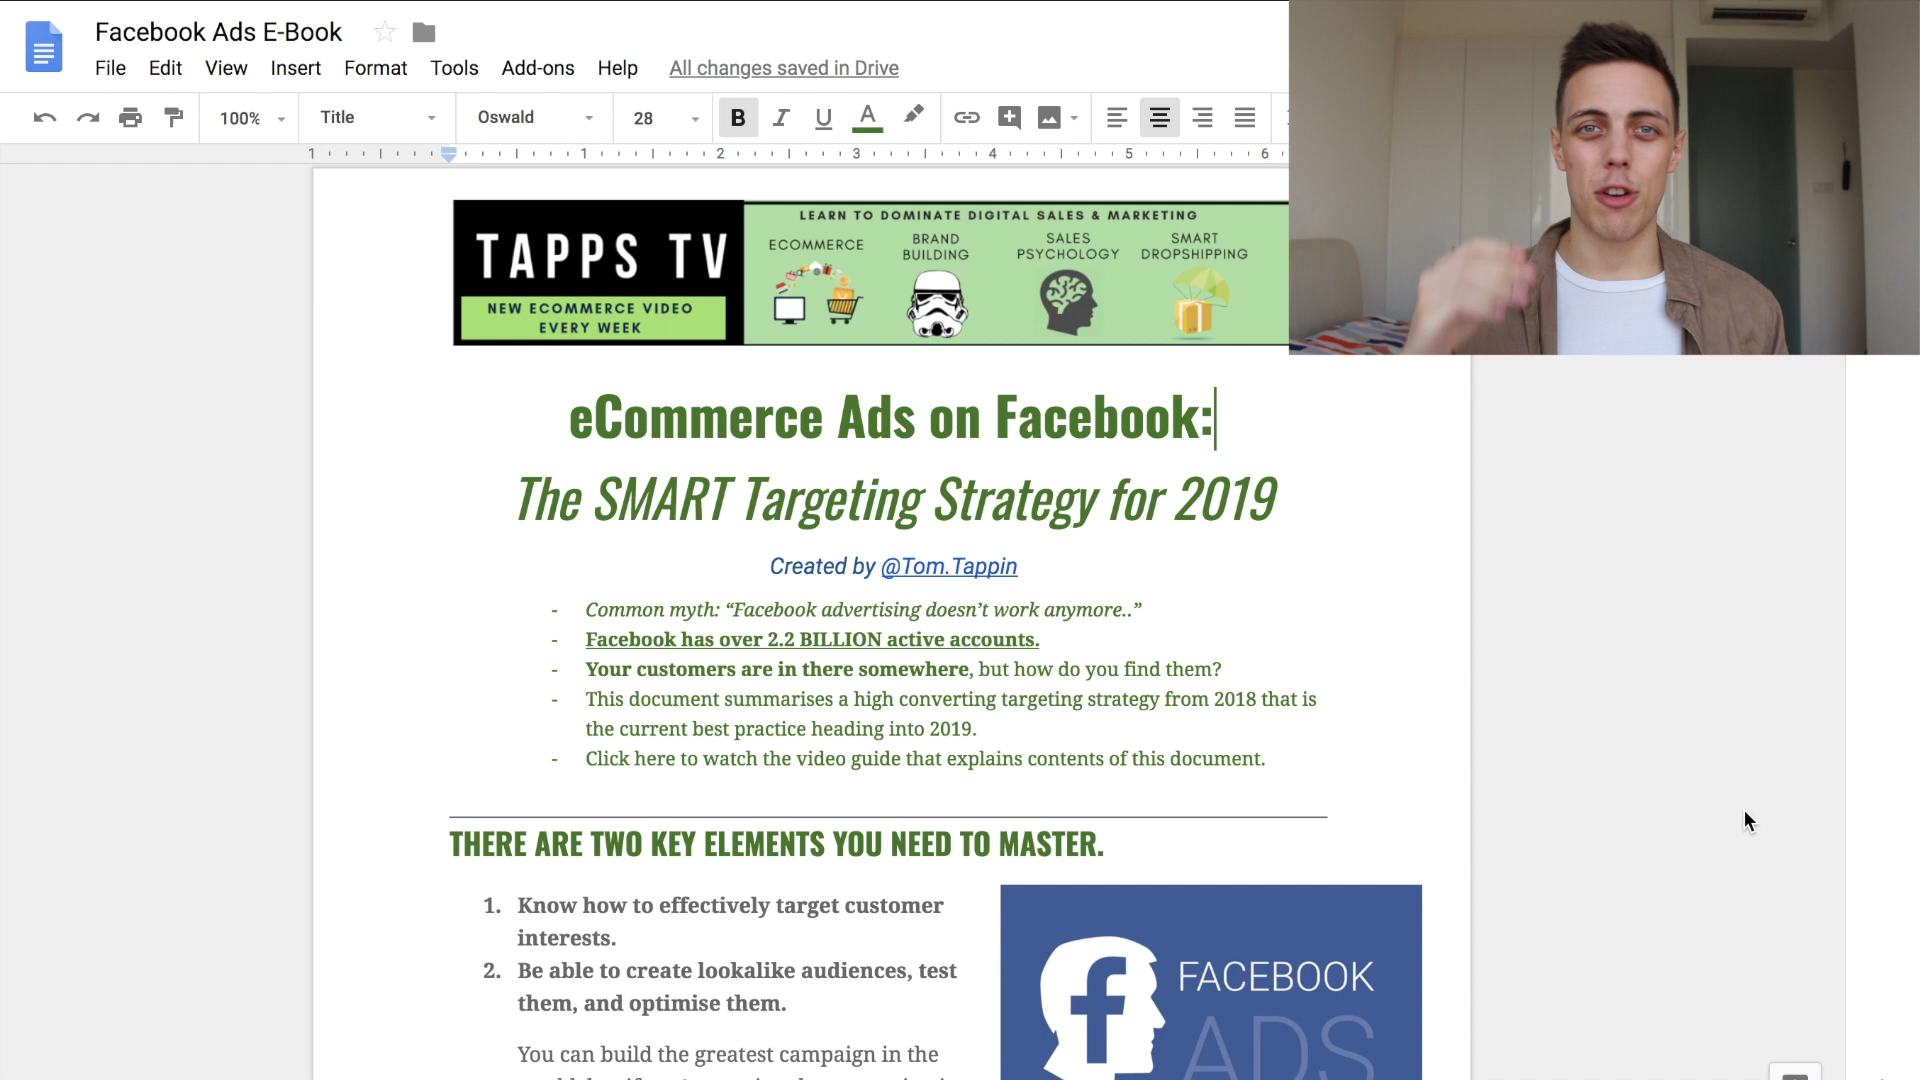 Facebook Ads E-Book
File Edit View Insert Format Tools Add-ons Help All changes saved in Drive
100% Title Oswald 28 B I U A
1 1 2 3 4 5 6
TAPPS TV
NEW ECOMMERCE VIDEO
EVERY WEEK
LEARN TO DOMINATE DIGITAL SALES & MARKETING
ECOMMERCE
BRAND
BUILDING
SALES
PSYCHOLOGY
SMART
DROPSHIPPING
eCommerce Ads on Facebook:
The SMART Targeting Strategy for 2019
Created by @Tom.Tappin
- Common myth: “Facebook advertising doesn’t work anymore..”
- Facebook has over 2.2 BILLION active accounts.
- Your customers are in there somewhere, but how do you find them?
- This document summarises a high converting targeting strategy from 2018 that is
the current best practice heading into 2019.
- Click here to watch the video guide that explains contents of this document.
THERE ARE TWO KEY ELEMENTS YOU NEED TO MASTER.
1. Know how to effectively target customer
interests.
2. Be able to create lookalike audiences, test
them, and optimise them.
You can build the greatest campaign in the
f FACEBOOK
ADS